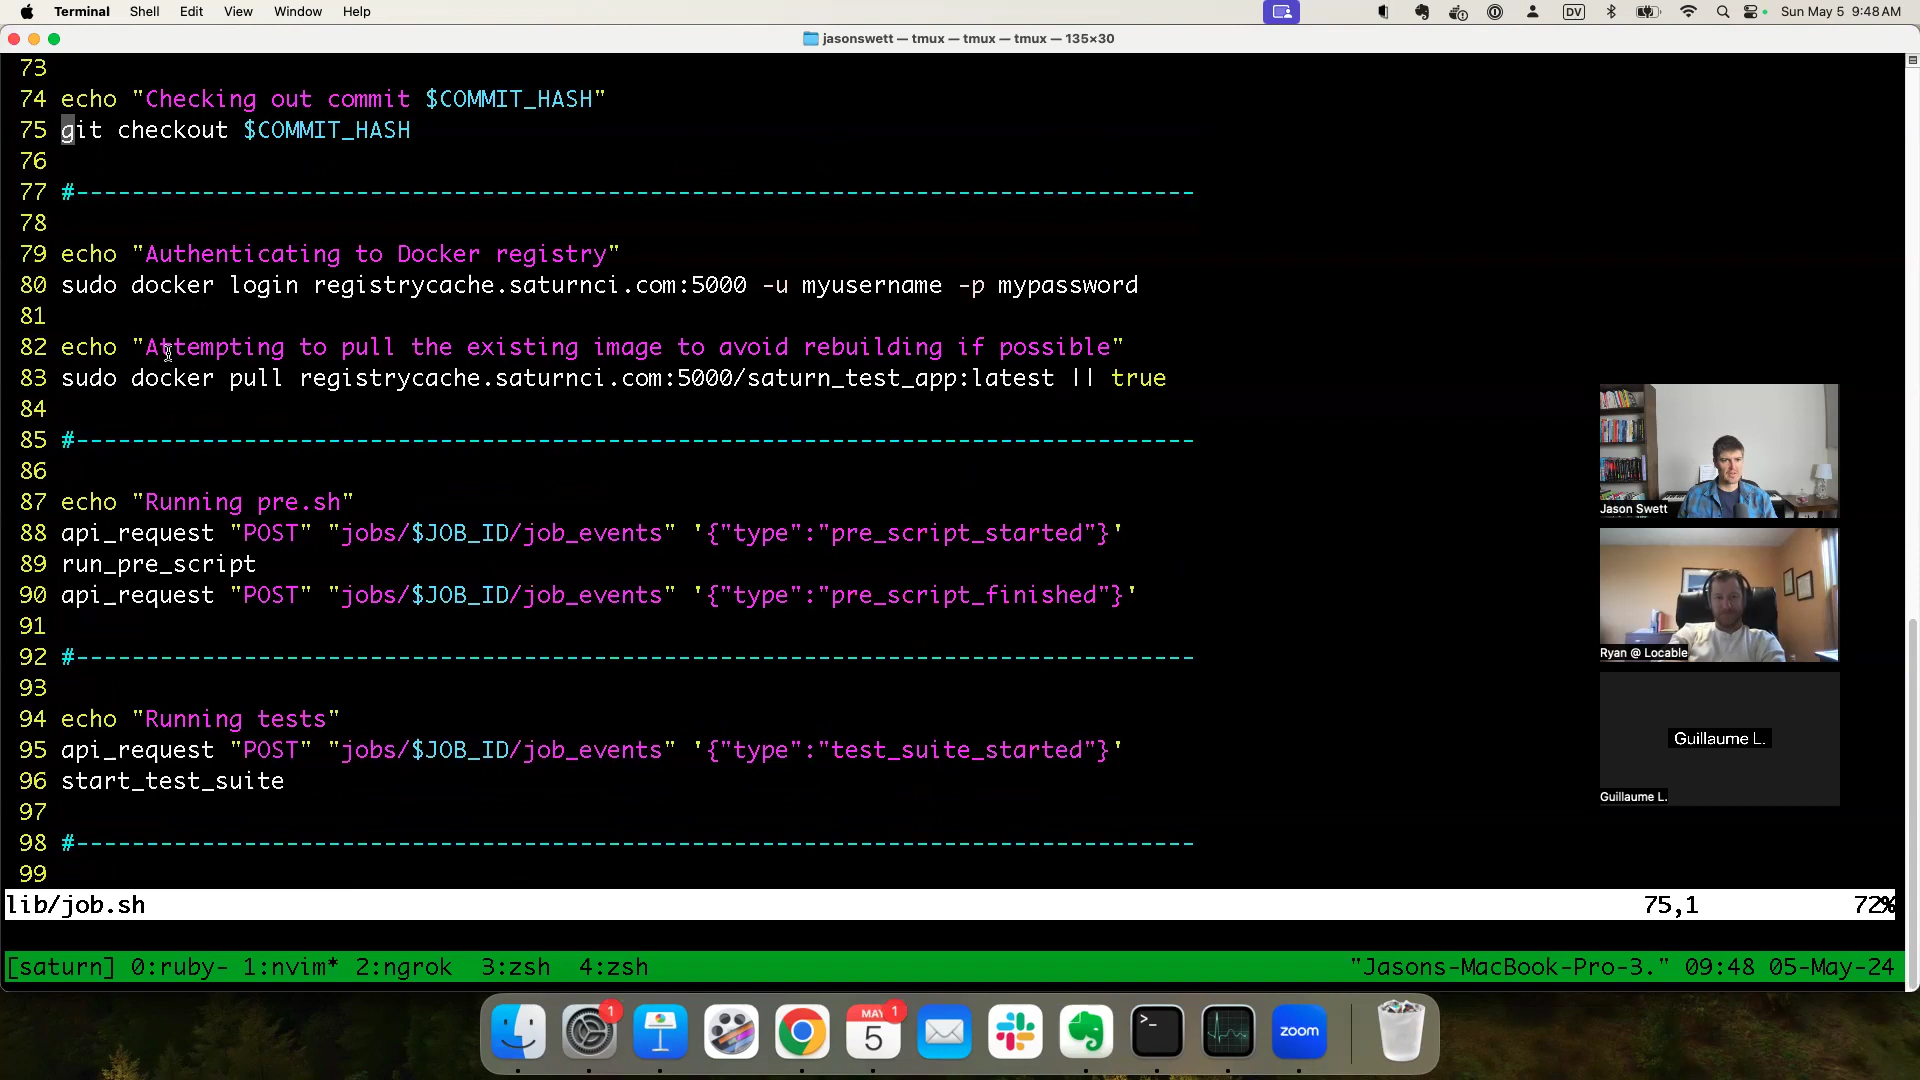 Terminal Shell Edit View Window Help DV Sun May 5 9:48 AM
jasonswett — tmux — tmux — tmux — 135×30
73
74 echo "Checking out commit $COMMIT_HASH"
75 git checkout $COMMIT_HASH
76
77 #--------------------------------------------------------------------------------
78
79 echo "Authenticating to Docker registry"
80 sudo docker login registrycache.saturnci.com:5000 -u myusername -p mypassword
81
82 echo "Attempting to pull the existing image to avoid rebuilding if possible"
83 sudo docker pull registrycache.saturnci.com:5000/saturn_test_app:latest || true
84
85 #--------------------------------------------------------------------------------
86
87 echo "Running pre.sh"
88 api_request "POST" "jobs/$JOB_ID/job_events" '{"type":"pre_script_started"}'
89 run_pre_script
90 api_request "POST" "jobs/$JOB_ID/job_events" '{"type":"pre_script_finished"}'
91
92 #--------------------------------------------------------------------------------
93
94 echo "Running tests"
95 api_request "POST" "jobs/$JOB_ID/job_events" '{"type":"test_suite_started"}'
96 start_test_suite
97
98 #--------------------------------------------------------------------------------
99
Jason Swett
Ryan @ Locable
Guillaume L.
Guillaume L.
lib/job.sh 75,1 72%
[saturn] 0:ruby- 1:nvim* 2:ngrok 3:zsh 4:zsh "Jasons-MacBook-Pro-3." 09:48 05-May-24
1
MAY 1
5
>_
zoom